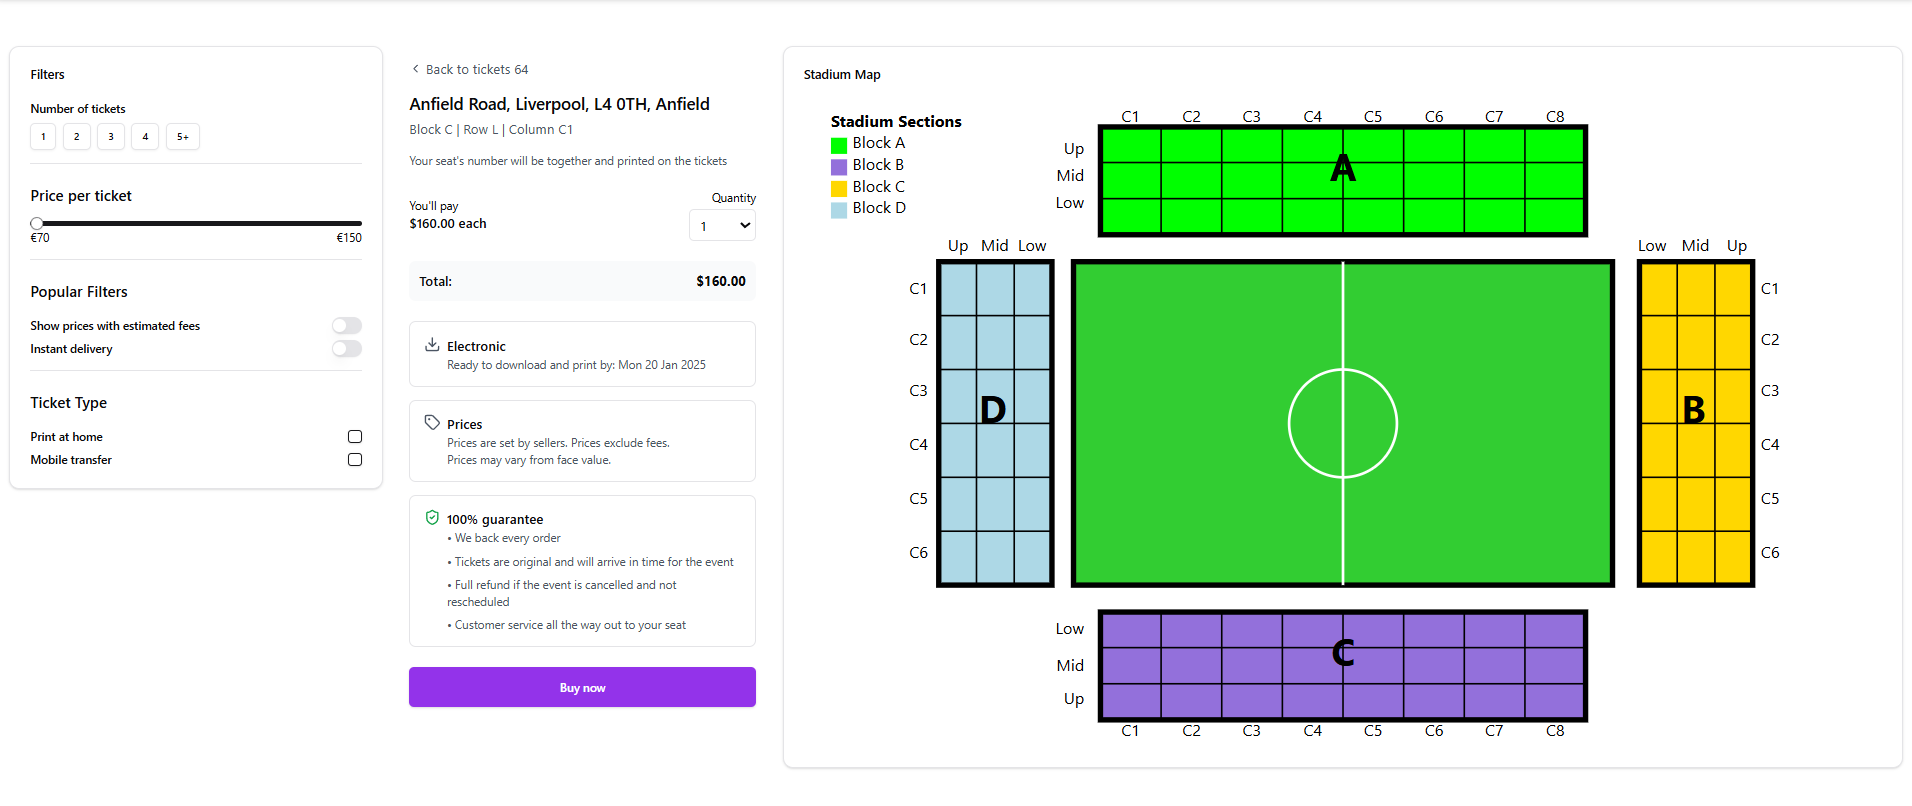 Filters
Number of tickets
1 2 3 4 5+
Price per ticket
€70 €150
Popular Filters
Show prices with estimated fees
Instant delivery
Ticket Type
Print at home
Mobile transfer
Back to tickets 64
Anfield Road, Liverpool, L4 0TH, Anfield
Block C | Row L | Column C1
Your seat's number will be together and printed on the tickets
Quantity
You'll pay
$160.00 each
1
Total: $160.00
Electronic
Ready to download and print by: Mon 20 Jan 2025
Prices
Prices are set by sellers. Prices exclude fees.
Prices may vary from face value.
100% guarantee
• We back every order
• Tickets are original and will arrive in time for the event
• Full refund if the event is cancelled and not
rescheduled
• Customer service all the way out to your seat
Buy now
Stadium Map
Stadium Sections
Block A
Block B
Block C
Block D
C1 C2 C3 C4 C5 C6 C7 C8
Up
Mid
Low
A
Up Mid Low
C1
C2
C3
C4
C5
C6
D
Low Mid Up
C1
C2
C3
C4
C5
C6
B
Low
Mid
Up
C
C1 C2 C3 C4 C5 C6 C7 C8